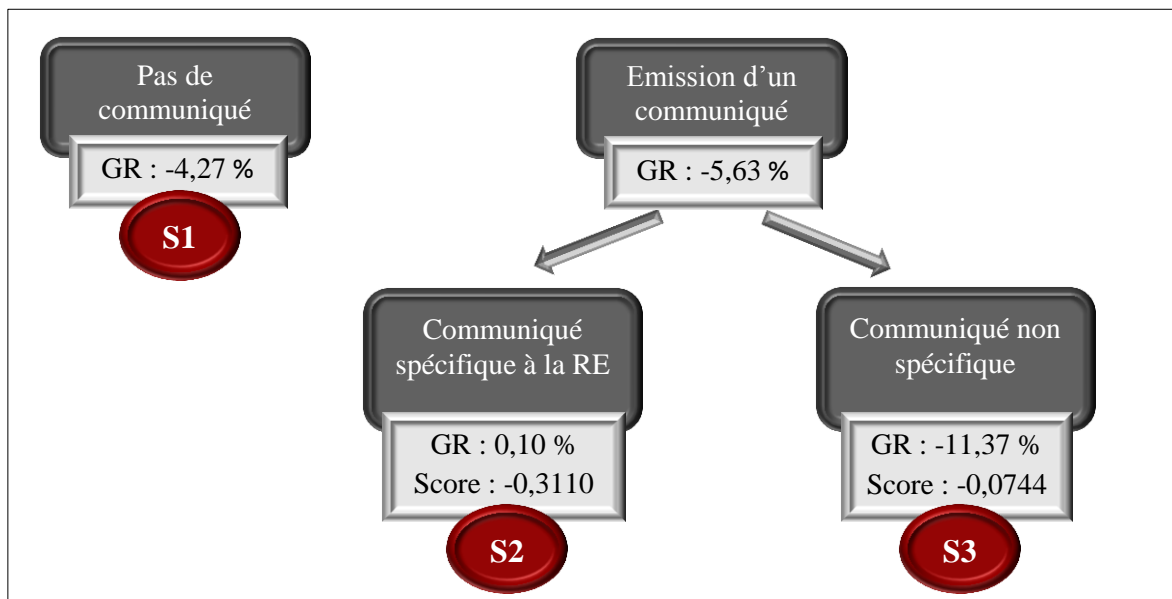 Pas de
communiqué
GR : -4,27 %
S1
Emission d’un
communiqué
GR : -5,63 %
Communiqué
spécifique à la RE
GR : 0,10 %
Score : -0,3110
S2
Communiqué non
spécifique
GR : -11,37 %
Score : -0,0744
S3